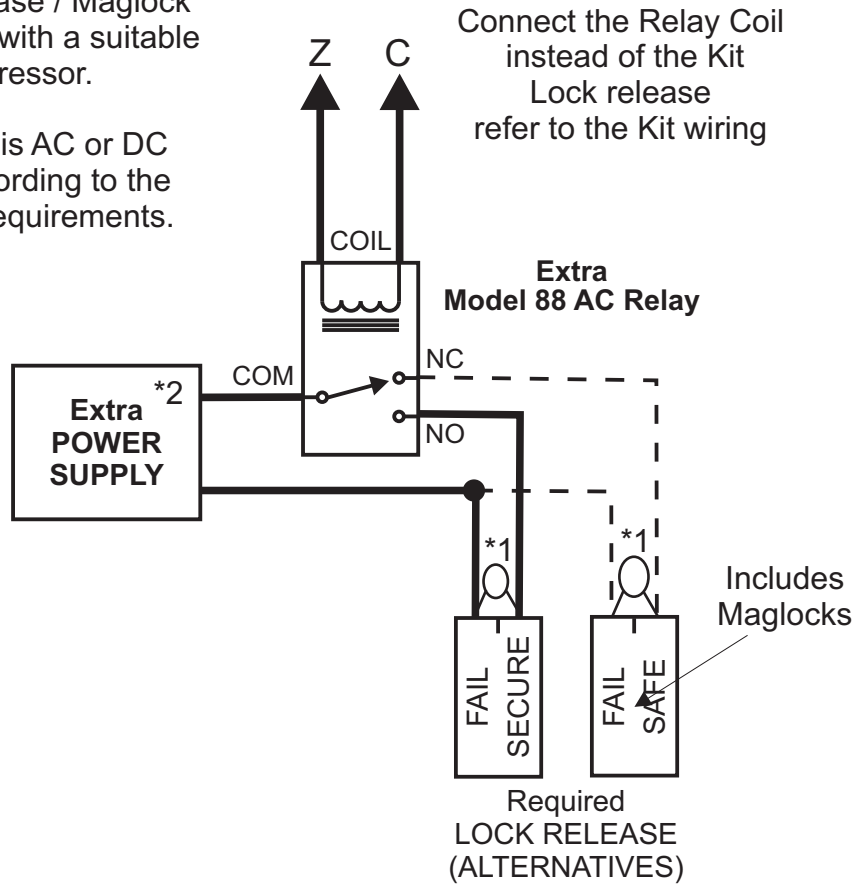 ase / Maglock
with a suitable
ressor.
is AC or DC
ording to the
equirements.
Connect the Relay Coil
instead of the Kit
Lock release
refer to the Kit wiring
Z C
COIL
Extra
Model 88 AC Relay
NC
COM
NO
*2
Extra
POWER
SUPPLY
*1
*1
Includes
Maglocks
FAIL
SECURE
FAIL
SAFE
Required
LOCK RELEASE
(ALTERNATIVES)